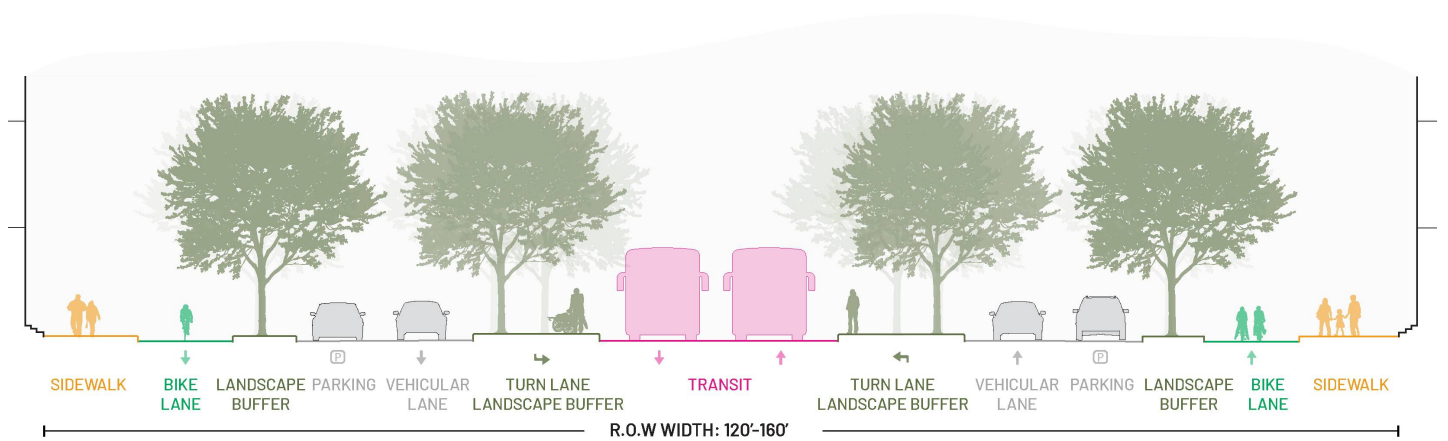 P
P
SIDEWALK
BIKE
LANE
LANDSCAPE
BUFFER
PARKING
VEHICULAR
LANE
TURN LANE
LANDSCAPE BUFFER
TRANSIT
TURN LANE
LANDSCAPE BUFFER
VEHICULAR
LANE
PARKING
LANDSCAPE
BUFFER
BIKE
LANE
SIDEWALK
R.O.W WIDTH: 120'-160'